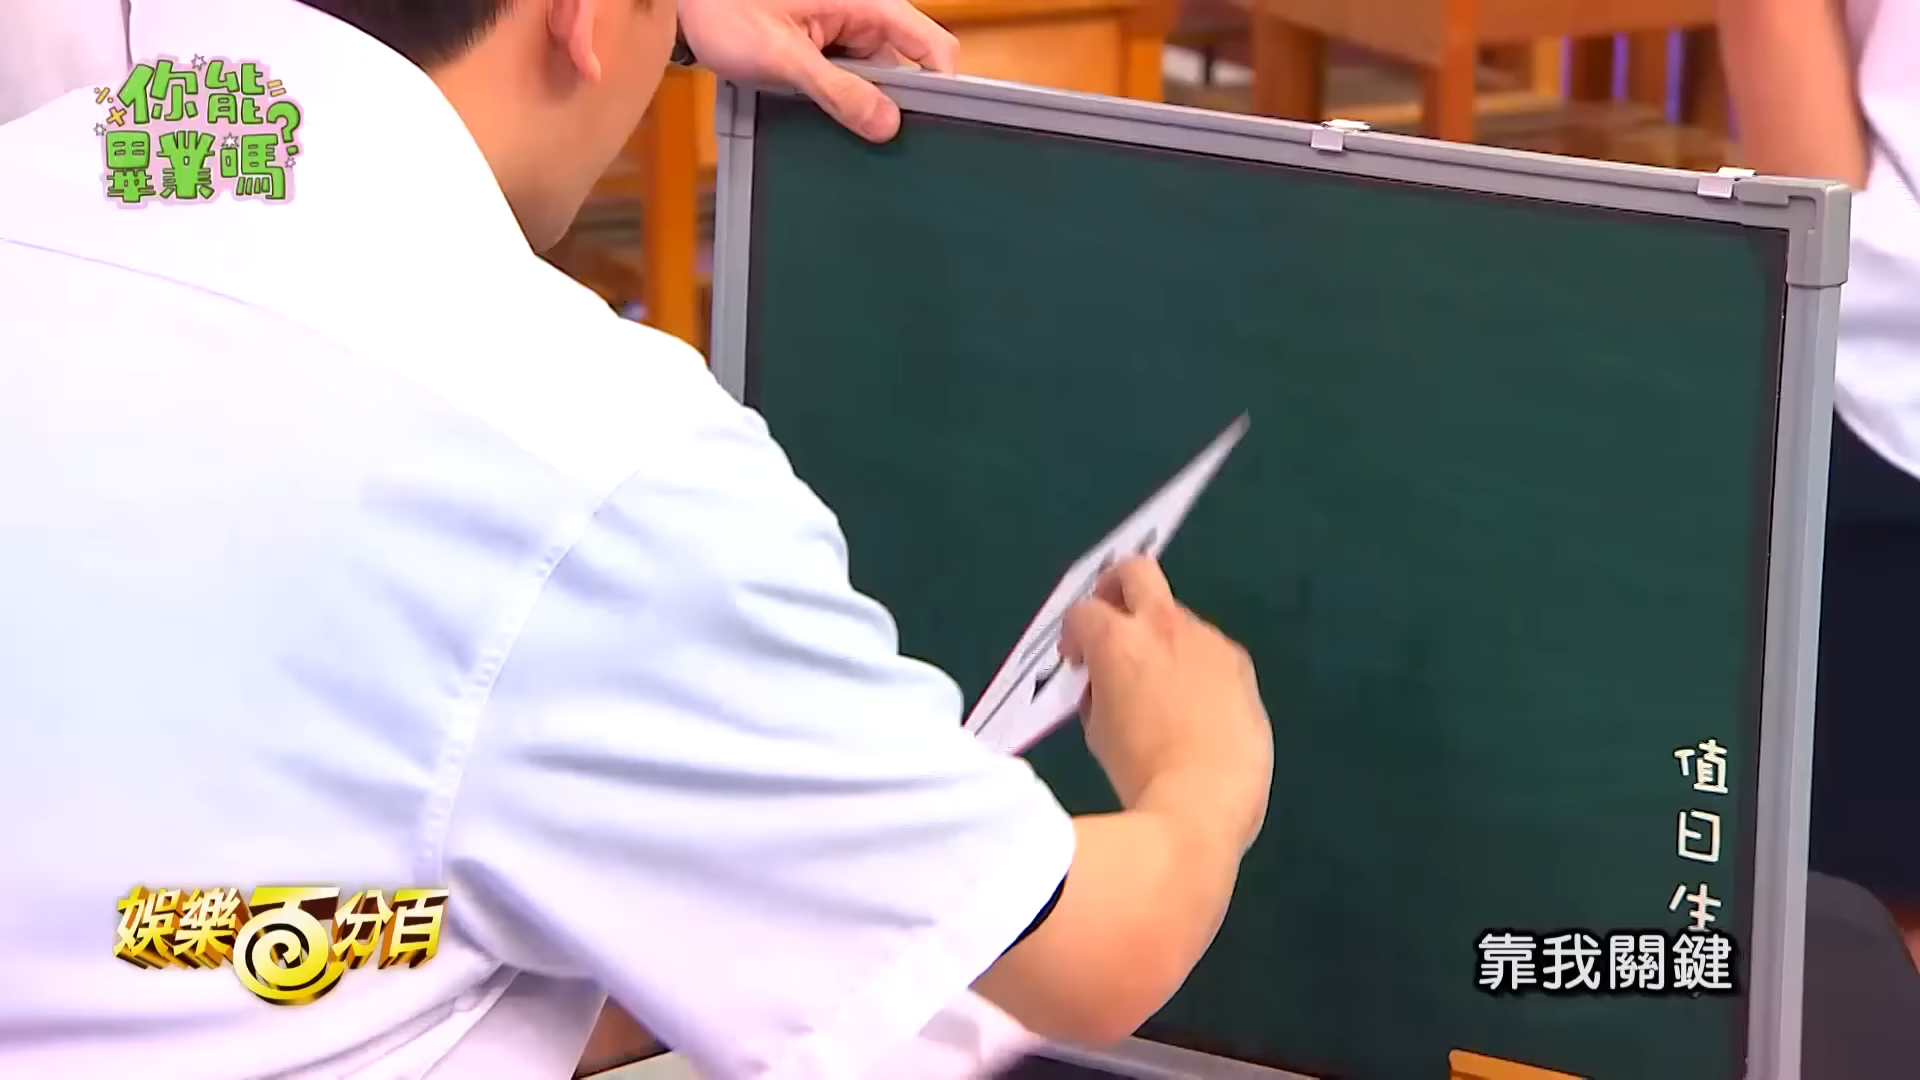 你能
畢業嗎?
值日生
娛樂百分百
靠我關鍵